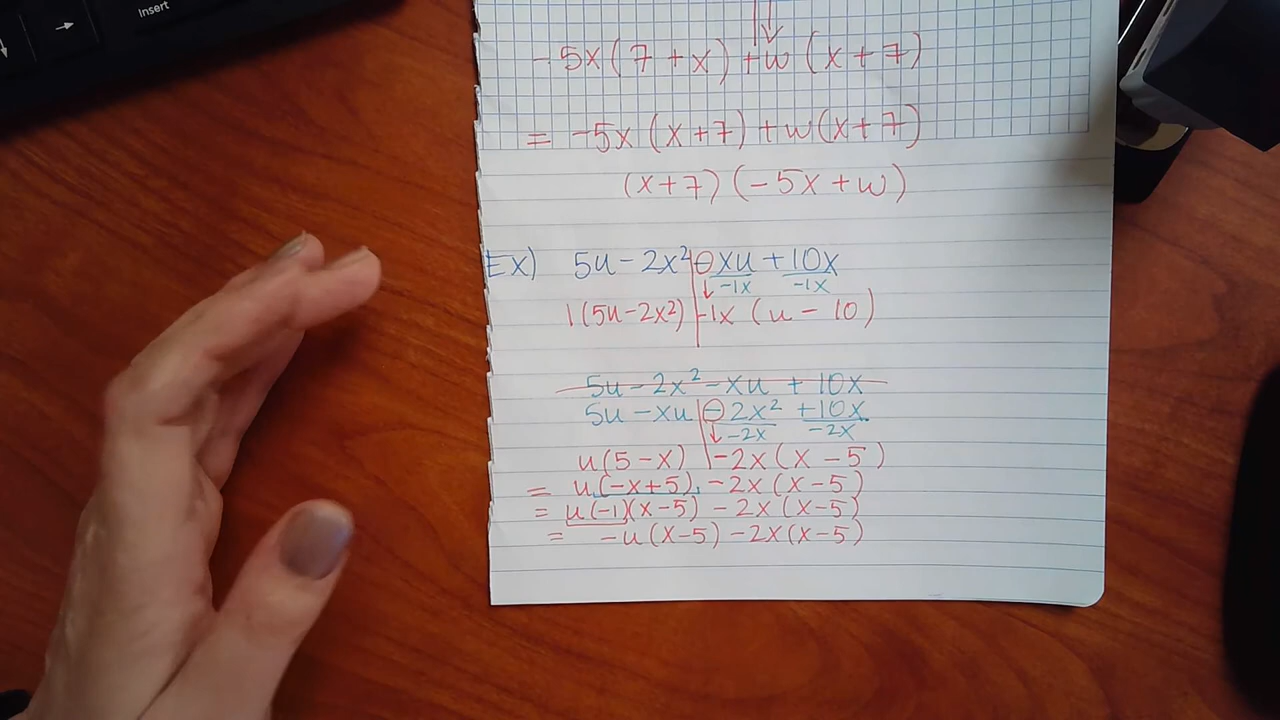 Insert
→
-5x(7+x)+w(x+7)
= -5x(x+7)+w(x+7)
(x+7)(-5x+w)
Ex) 5u-2x²-xu+10x
-1x -1x
1(5u-2x²)-1x(u-10)
5u-2x²-xu+10x
5u-xu-2x²+10x
-2x -2x
u(5-x)-2x(x-5)
= u(-x+5)-2x(x-5)
= u(-1)(x-5)-2x(x-5)
= -u(x-5)-2x(x-5)